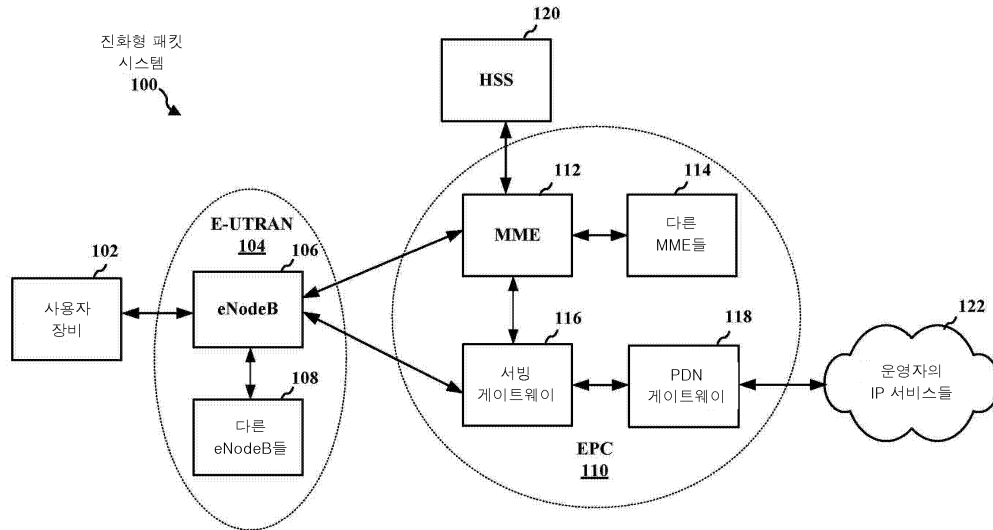 진화형 패킷
시스템
100
120
HSS
112
MME
114
다른
MME들
E-UTRAN
104
106
eNodeB
102
사용자
장비
108
다른
eNodeB들
116
서빙
게이트웨이
118
PDN
게이트웨이
122
운영자의
IP 서비스들
EPC
110